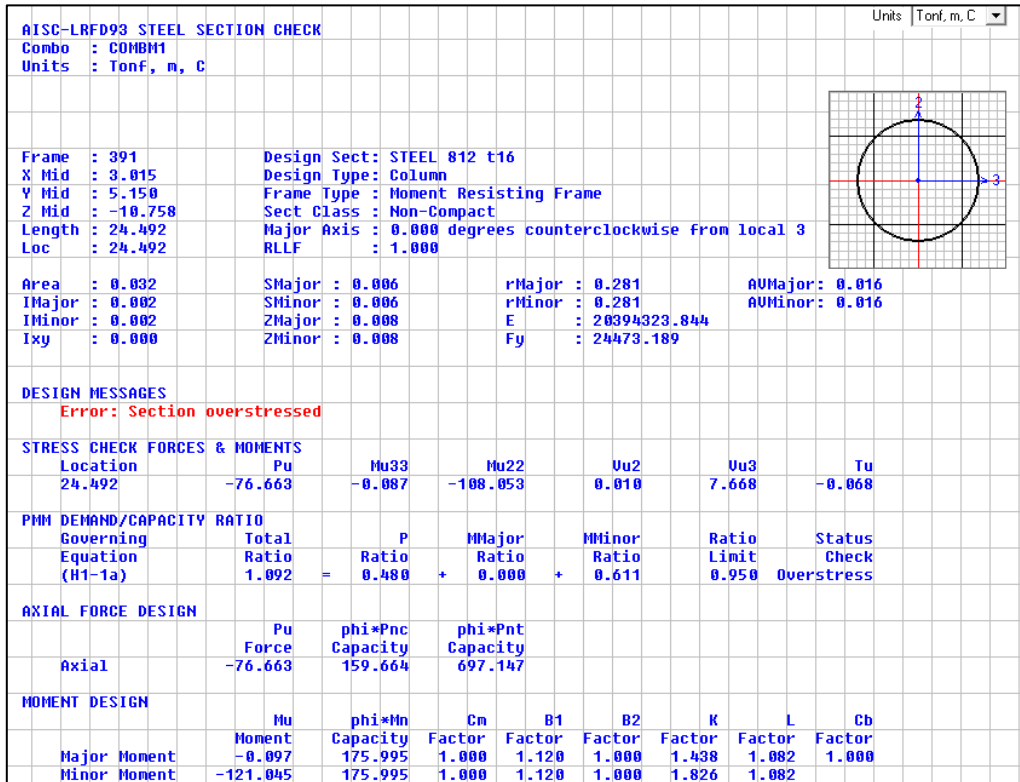 Units Tonf, m, C
AISC-LRFD93 STEEL SECTION CHECK
Combo : COMBM1
Units : Tonf, m, C
2
3
Frame : 391 Design Sect: STEEL 812 t16
X Mid : 3.015 Design Type: Column
Y Mid : 5.150 Frame Type : Moment Resisting Frame
Z Mid : -10.758 Sect Class : Non-Compact
Length : 24.492 Major Axis : 0.000 degrees counterclockwise from local 3
Loc : 24.492 RLLF : 1.000
Area : 0.032 SMajor : 0.006 rMajor : 0.281 AVMajor: 0.016
IMajor : 0.002 SMinor : 0.006 rMinor : 0.281 AVMinor: 0.016
IMinor : 0.002 ZMajor : 0.008 E : 20394323.844
Ixy : 0.000 ZMinor : 0.008 Fy : 24473.189
DESIGN MESSAGES
Error: Section overstressed
STRESS CHECK FORCES & MOMENTS
Location Pu Mu33 Mu22 Vu2 Vu3 Tu
24.492 -76.663 -0.087 -108.053 0.010 7.668 -0.068
PMM DEMAND/CAPACITY RATIO
Governing Total P MMajor MMinor Ratio Status
Equation Ratio Ratio Ratio Ratio Limit Check
(H1-1a) 1.092 = 0.480 + 0.000 + 0.611 0.950 Overstress
AXIAL FORCE DESIGN
Pu phi*Pnc phi*Pnt
Force Capacity Capacity
Axial -76.663 159.664 697.147
MOMENT DESIGN
Mu phi*Mn Cm B1 B2 K L Cb
Moment Capacity Factor Factor Factor Factor Factor Factor
Major Moment -0.097 175.995 1.000 1.120 1.000 1.438 1.082 1.000
Minor Moment -121.045 175.995 1.000 1.120 1.000 1.826 1.082